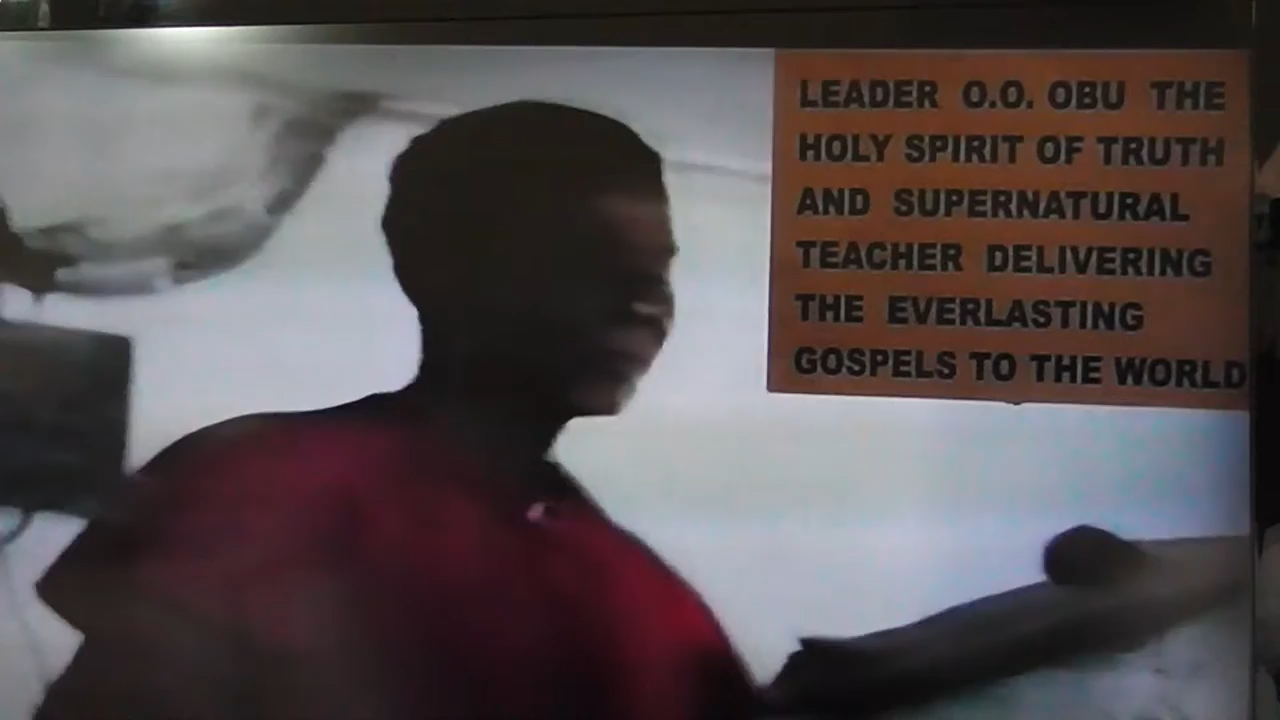 LEADER O.O. OBU THE
HOLY SPIRIT OF TRUTH
AND SUPERNATURAL
TEACHER DELIVERING
THE EVERLASTING
GOSPELS TO THE WORLD